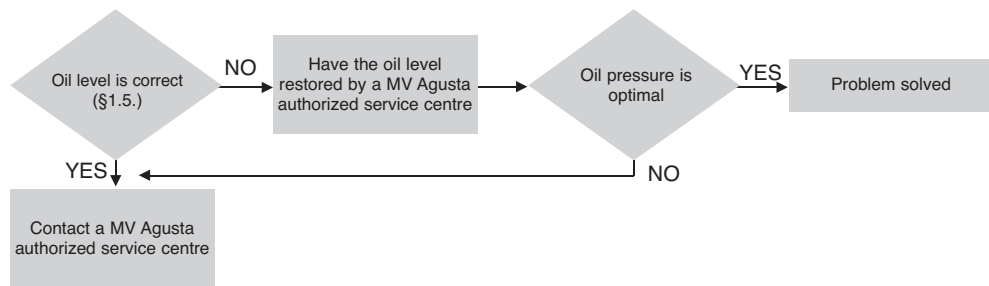 Oil level is correct
(§1.5.)
NO
Have the oil level
restored by a MV Agusta
authorized service centre
Oil pressure is
optimal
YES
Problem solved
YES
NO
Contact a MV Agusta
authorized service centre